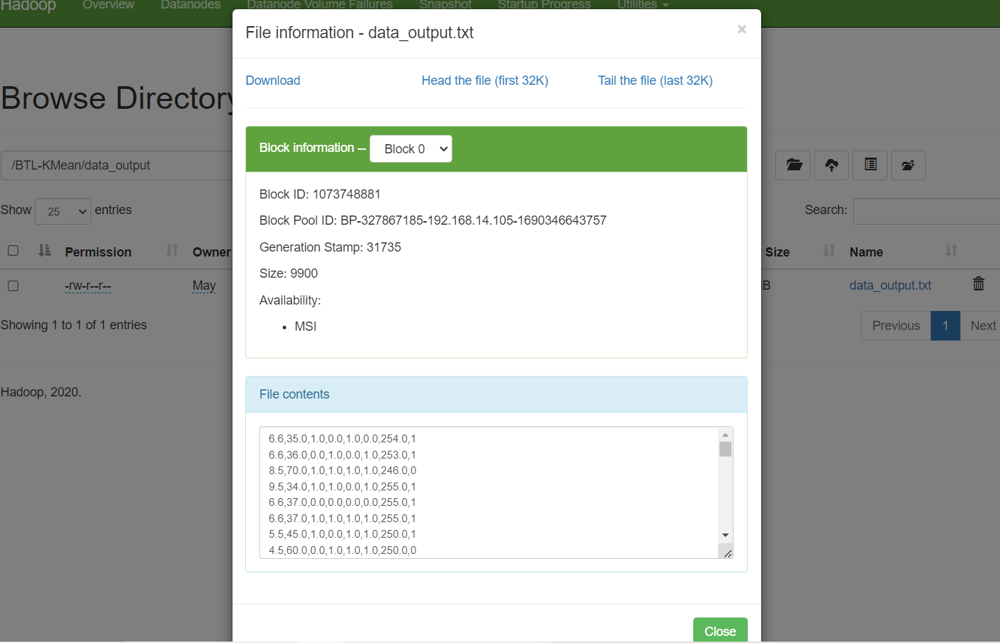 Hadoop Overview Datanodes Datanode Volume Failures Snapshot Startup Progress Utilities
File information - data_output.txt ×
Download Head the file (first 32K) Tail the file (last 32K)
Browse Directory
Block information -- Block 0
/BTL-KMean/data_output
Block ID: 1073748881
Show 25 entries
Search:
Block Pool ID: BP-327867185-192.168.14.105-1690346643757
Generation Stamp: 31735
Permission Owner Size Name
Size: 9900
-rw-r--r-- May data_output.txt
Availability:
MSI
Showing 1 to 1 of 1 entries
Previous 1 Next
Hadoop, 2020.
File contents
6.6,35.0,1.0,0.0,1.0,0.0,254.0,1
6.6,36.0,0.0,1.0,0.0,1.0,253.0,1
8.5,70.0,1.0,1.0,1.0,1.0,246.0,0
9.5,34.0,1.0,1.0,0.0,1.0,255.0,1
6.6,37.0,0.0,0.0,0.0,0.0,255.0,1
6.6,37.0,1.0,1.0,1.0,1.0,255.0,1
5.5,45.0,1.0,0.0,1.0,1.0,250.0,1
4.5,60.0,0.0,1.0,1.0,1.0,250.0,0
Close